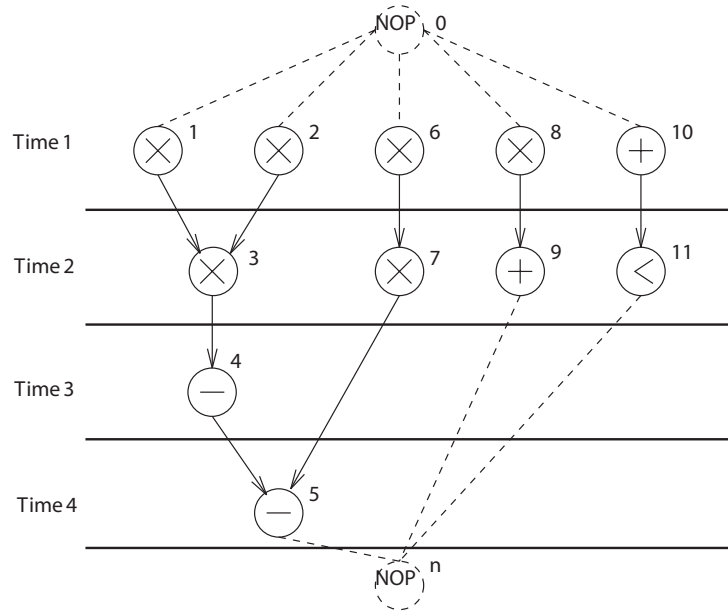 NOP 0
Time 1 × 1 × 2 × 6 × 8 + 10
Time 2 × 3 × 7 + 9 < 11
Time 3 − 4
Time 4 − 5
NOP n